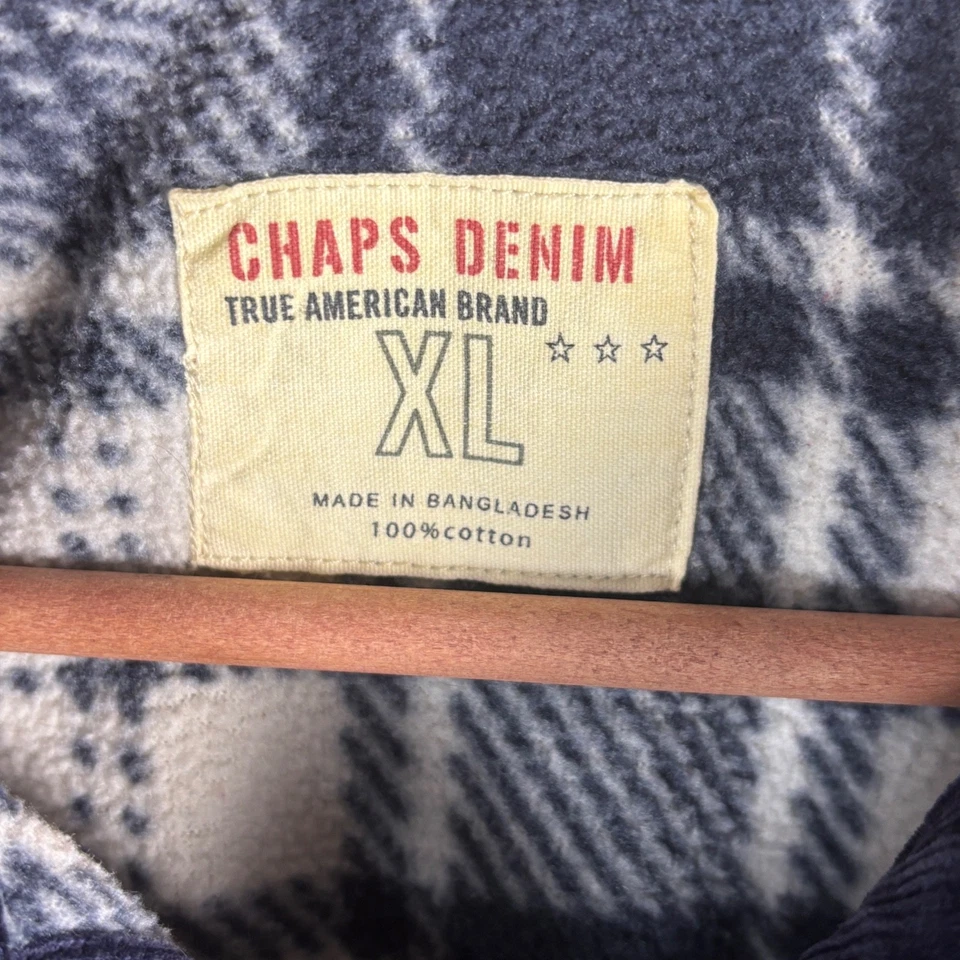 CHAPS DENIM
TRUE AMERICAN BRAND
XL
MADE IN BANGLADESH
100%cotton